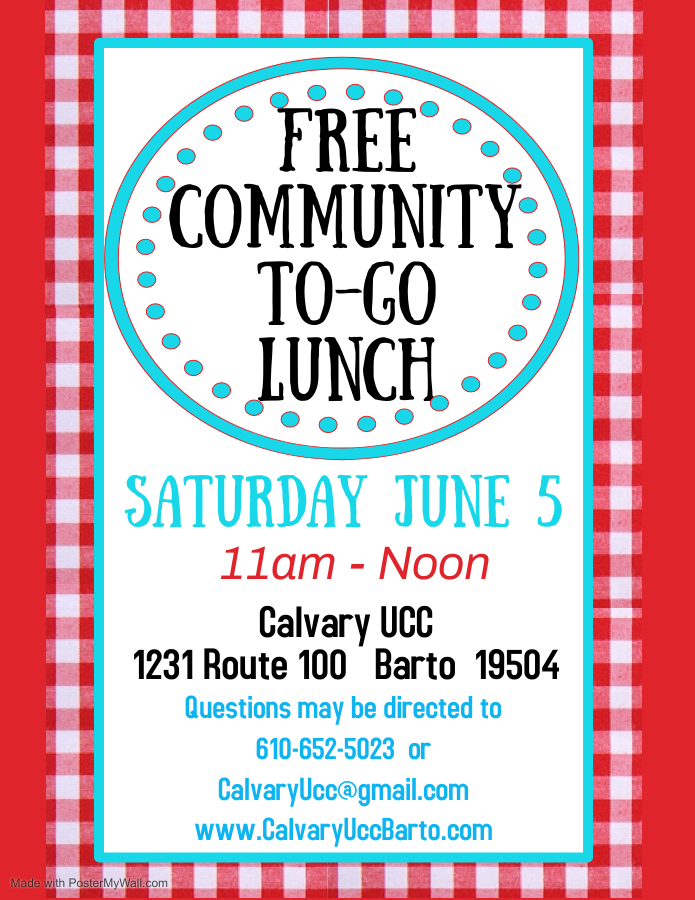 FREE
COMMUNITY
TO-GO
LUNCH
SATURDAY JUNE 5
11am - Noon
Calvary UCC
1231 Route 100 Barto 19504
Questions may be directed to
610-652-5023 or
CalvaryUcc@gmail.com
www.CalvaryUccBarto.com
Made with PosterMyWall.com